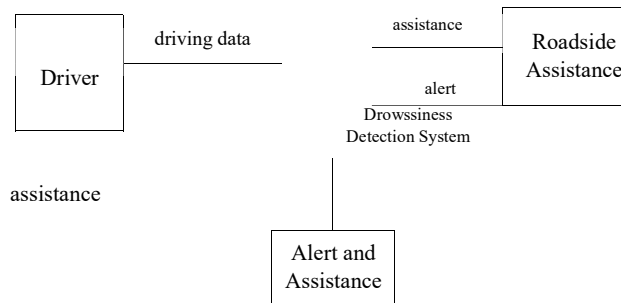 driving data
Driver
assistance
Roadside
Assistance
alert
Drowssiness
Detection System
assistance
Alert and
Assistance